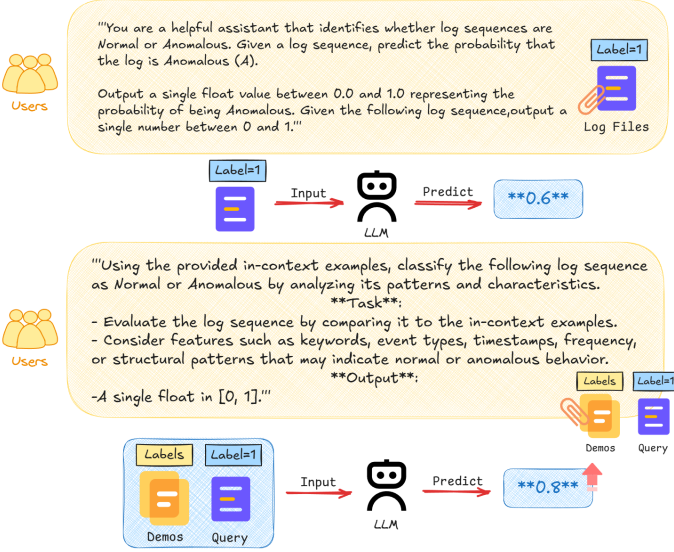 '''You are a helpful assistant that identifies whether log sequences are
Normal or Anomalous. Given a log sequence, predict the probability that
the log is Anomalous (A).
Output a single float value between 0.0 and 1.0 representing the
probability of being Anomalous. Given the following log sequence,output a
single number between 0 and 1.'''
Users
Label=1
Log Files
Label=1
Input
LLM
Predict
**0.6**
'''Using the provided in-context examples, classify the following log sequence
as Normal or Anomalous by analyzing its patterns and characteristics.
**Task**:
- Evaluate the log sequence by comparing it to the in-context examples.
- Consider features such as keywords, event types, timestamps, frequency,
or structural patterns that may indicate normal or anomalous behavior.
**Output**:
-A single float in [0, 1].'''
Users
Labels
Label=1
Demos
Query
Labels
Label=1
Demos
Query
Input
LLM
Predict
**0.8**